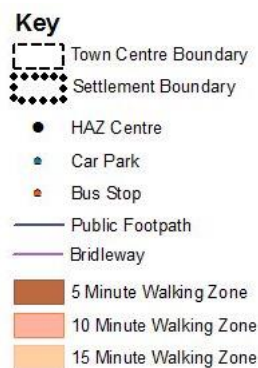 Key
Town Centre Boundary
Settlement Boundary
HAZ Centre
Car Park
Bus Stop
Public Footpath
Bridleway
5 Minute Walking Zone
10 Minute Walking Zone
15 Minute Walking Zone